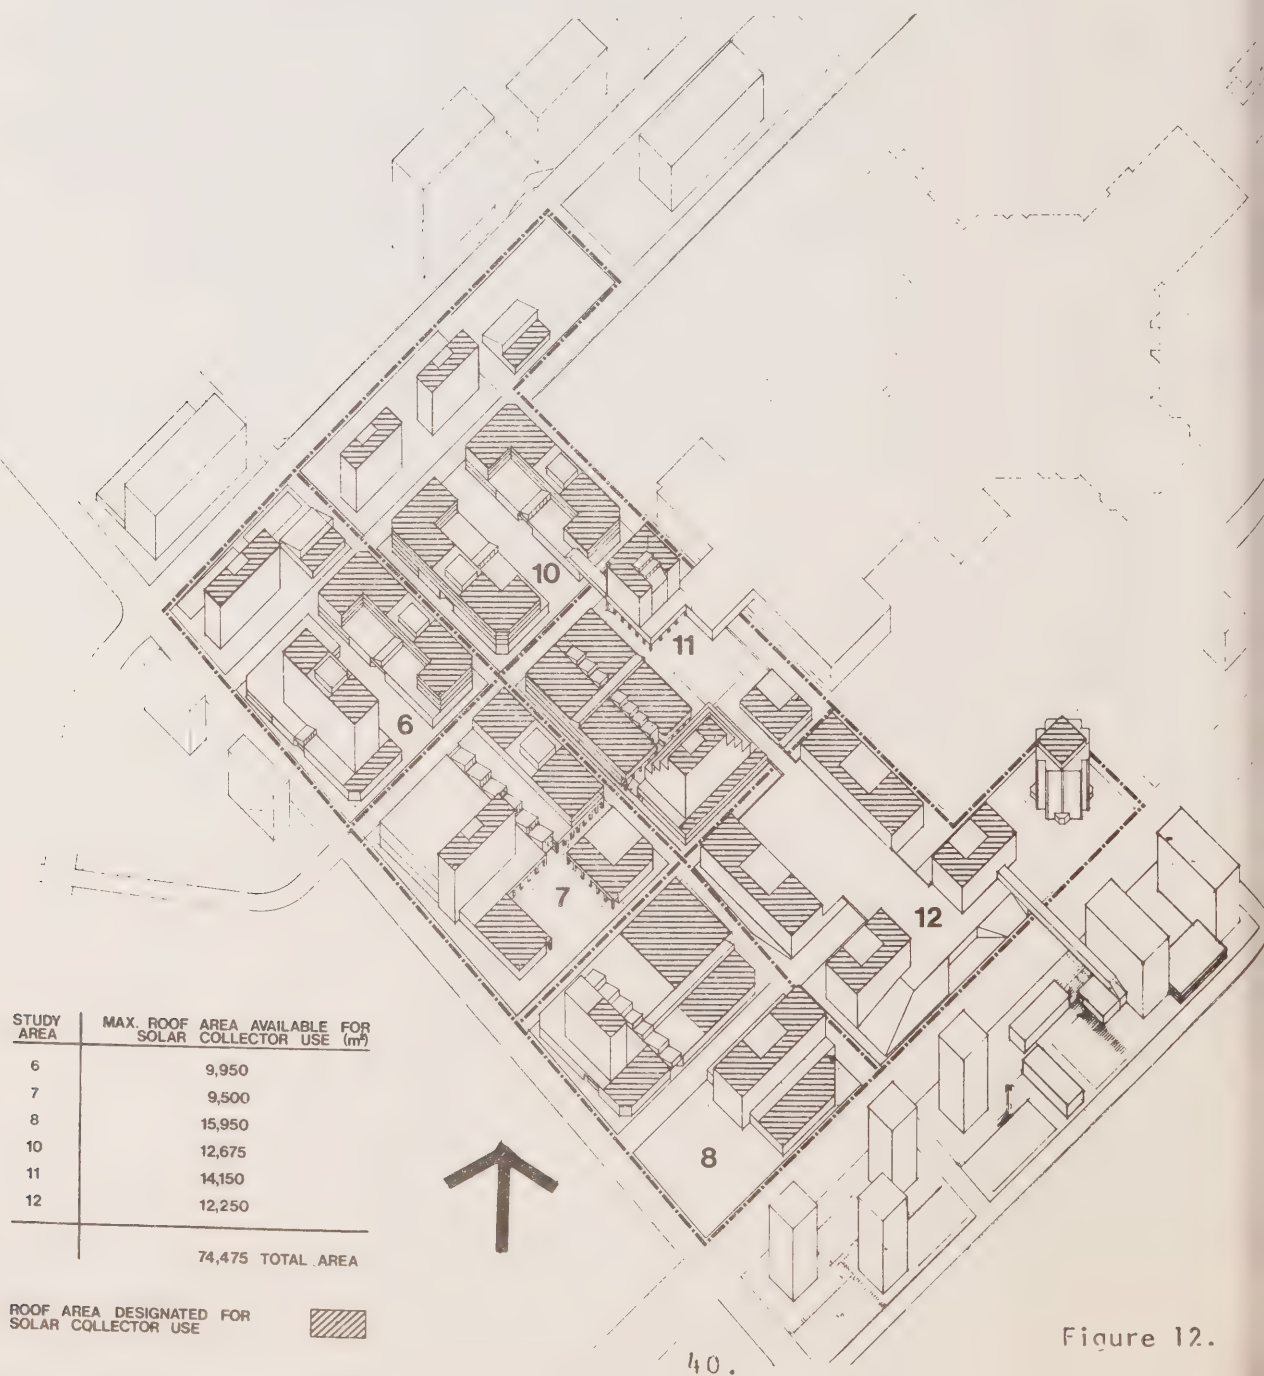 10
11
6
7
12
8
STUDY AREA
MAX. ROOF AREA AVAILABLE FOR SOLAR COLLECTOR USE (m²)
6 9,950
7 9,500
8 15,950
10 12,675
11 14,150
12 12,250
74,475 TOTAL AREA
ROOF AREA DESIGNATED FOR
SOLAR COLLECTOR USE
Figure 12.
40.